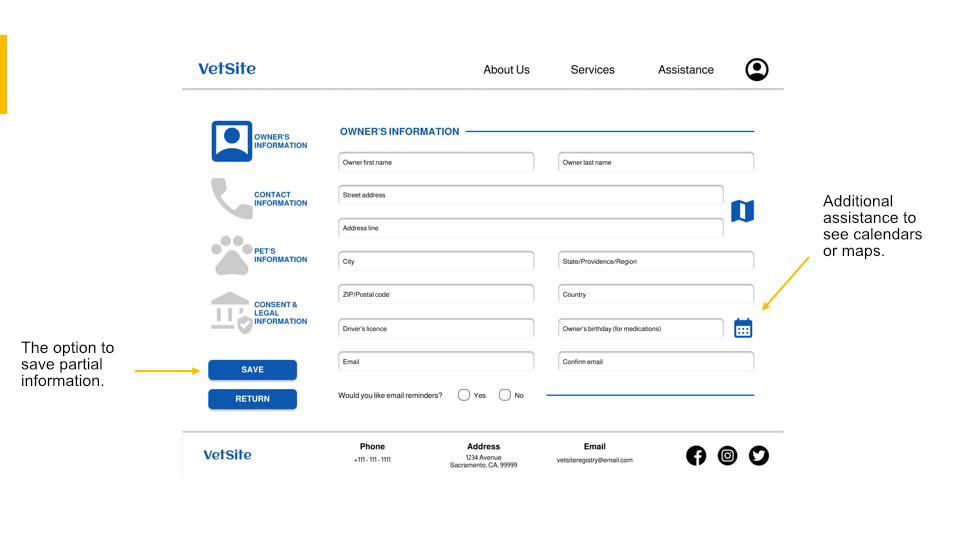 VetSite
About Us
Services
Assistance
OWNER'S
INFORMATION
CONTACT
INFORMATION
PET'S
INFORMATION
CONSENT &
LEGAL
INFORMATION
SAVE
RETURN
OWNER'S INFORMATION
Owner first name
Owner last name
Street address
Address line
City
State/Providence/Region
ZIP/Postal code
Country
Driver's licence
Owner's birthday (for medications)
Email
Confirm email
Would you like email reminders?
Yes
No
Additional
assistance to
see calendars
or maps.
The option to
save partial
information.
VetSite
Phone
+111 - 111 - 1111
Address
1234 Avenue
Sacramento, CA, 99999
Email
vetsiteregistry@email.com